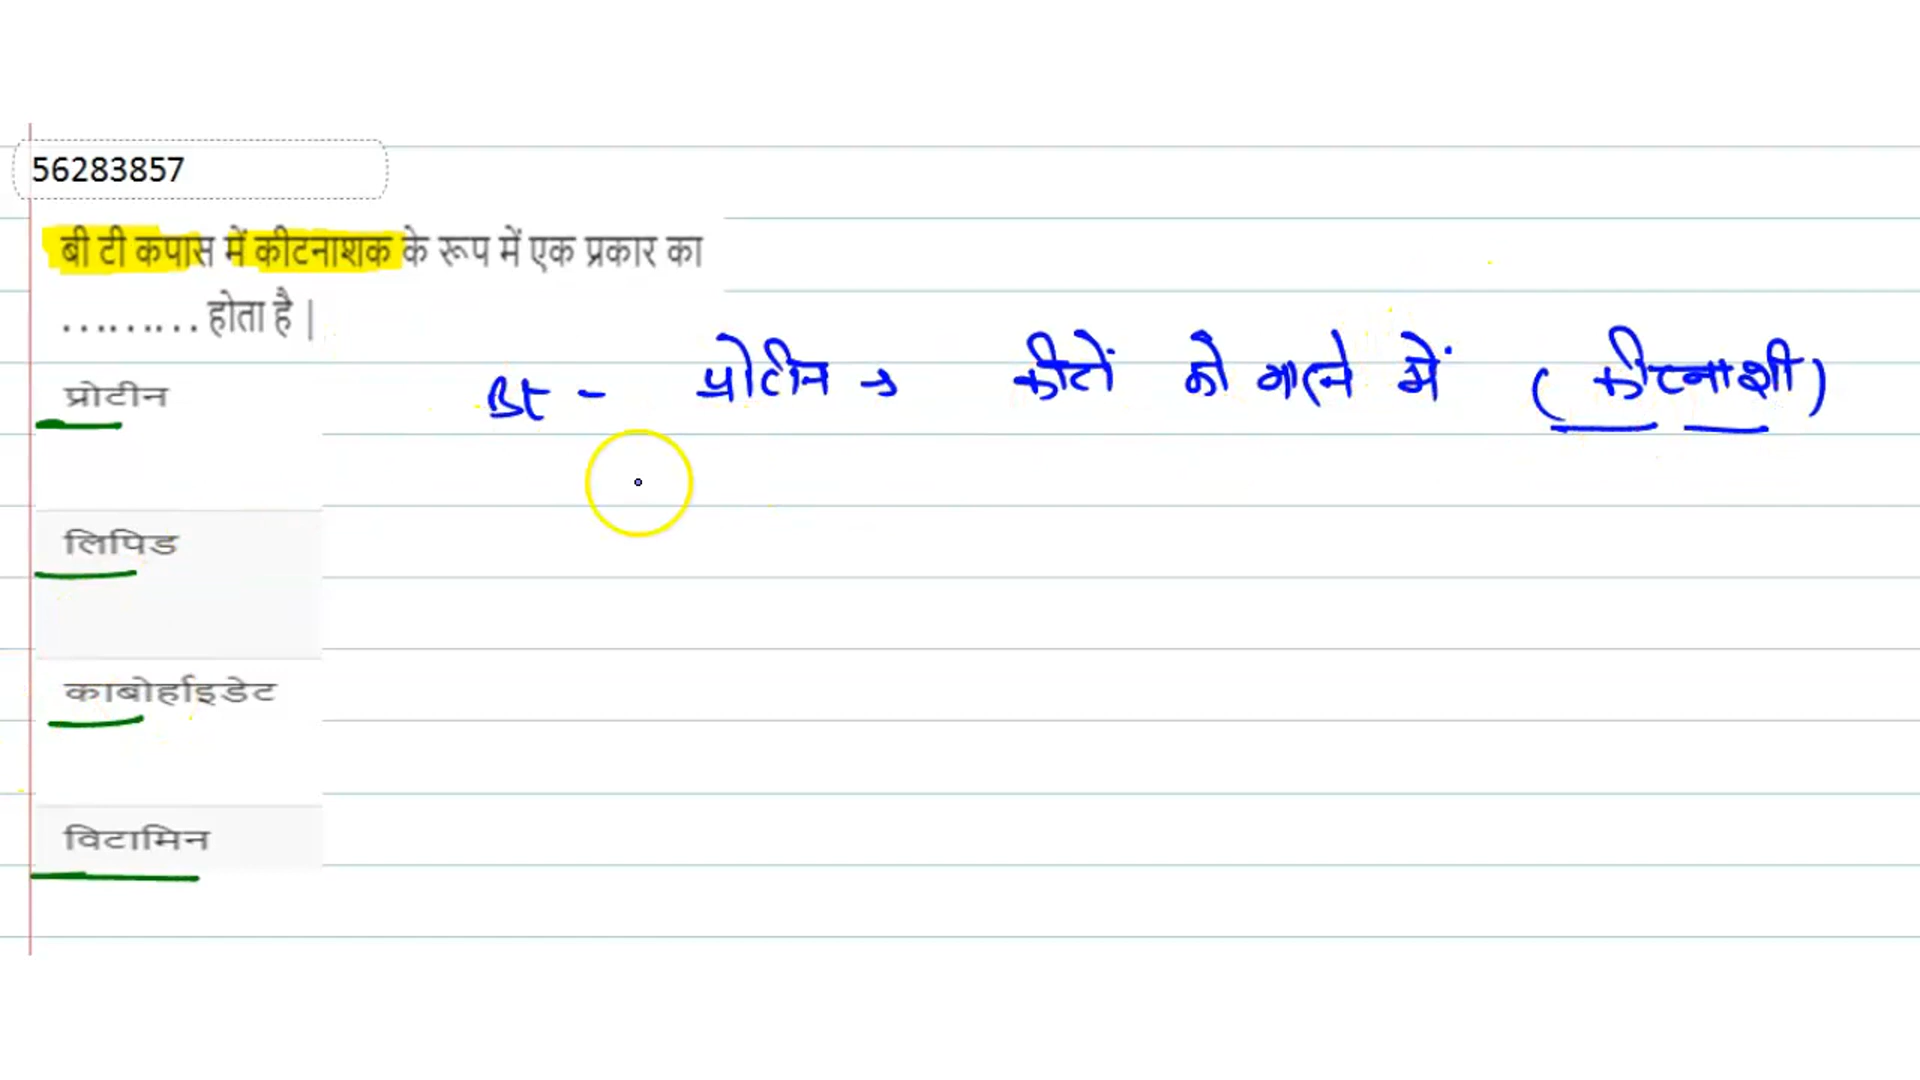 56283857
बी टी कपास में कीटनाशक के रूप में एक प्रकार का
......... होता है |
प्रोटीन
Bt - प्रोटीन → कीटों को मारने में ( कीटनाशी )
लिपिड
काबोर्हाइडेट
विटामिन